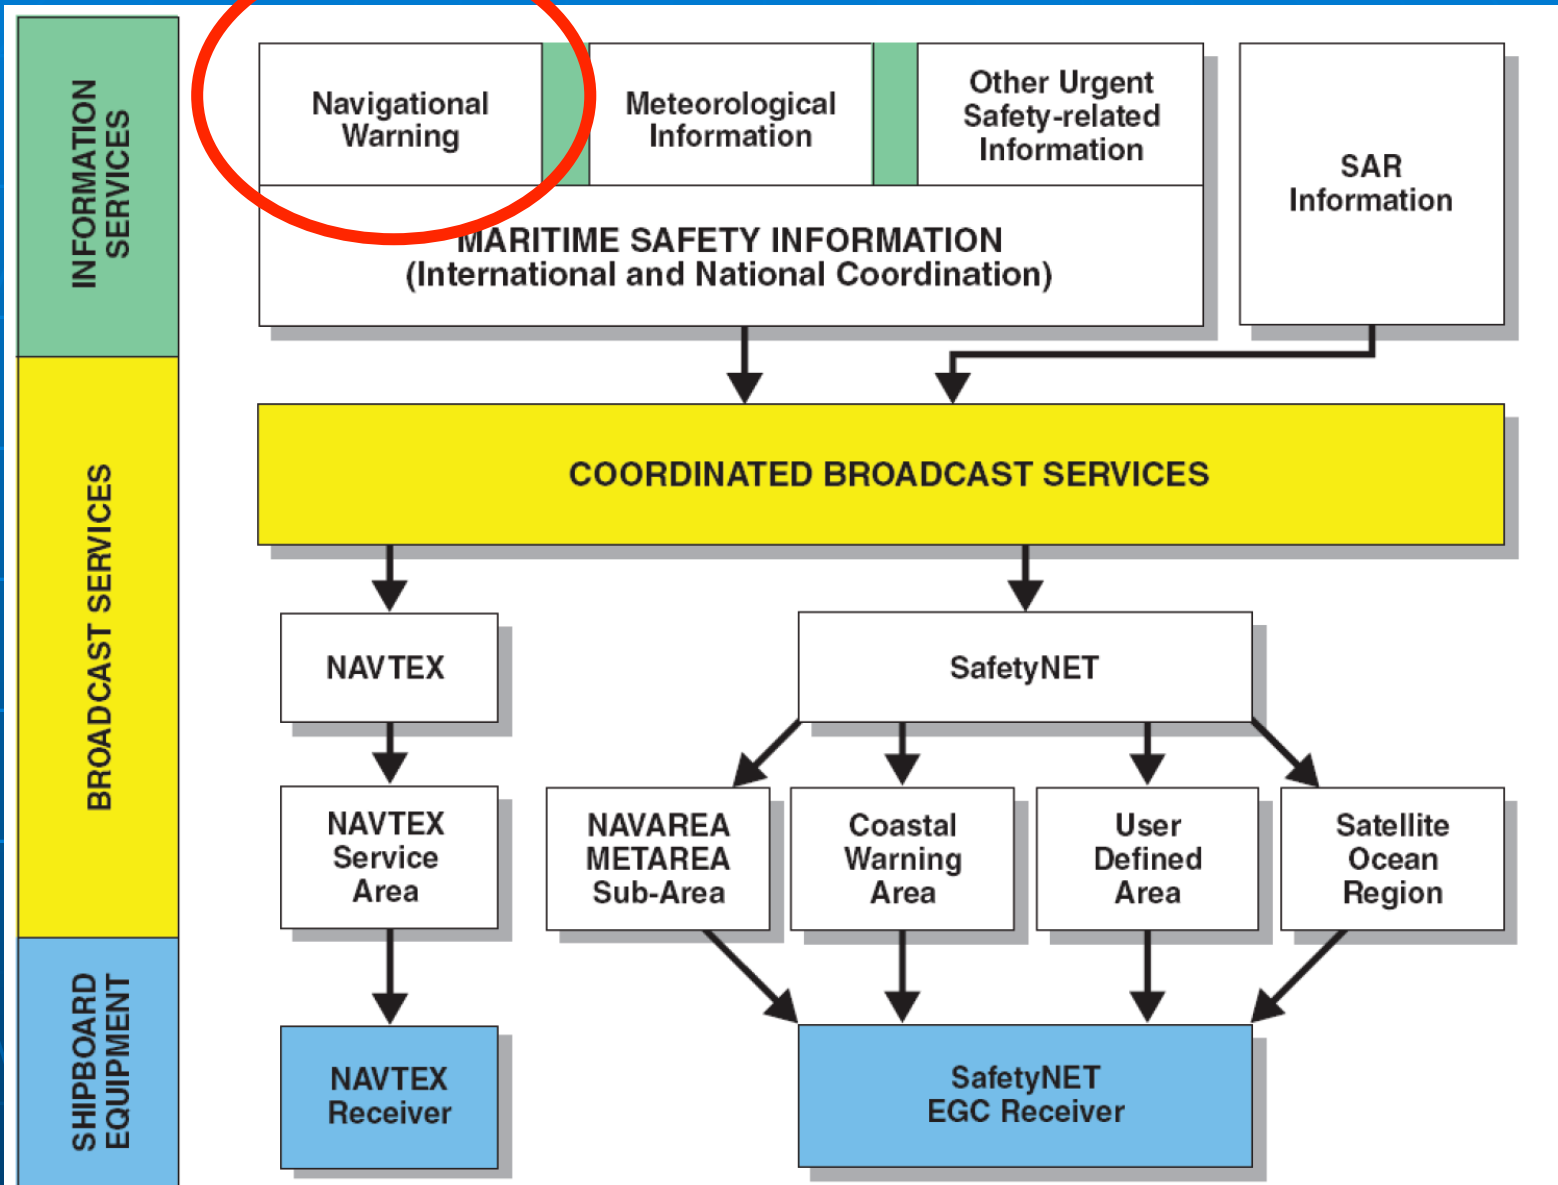 INFORMATION
SERVICES
Navigational
Warning
Meteorological
Information
Other Urgent
Safety-related
Information
SAR
Information
MARITIME SAFETY INFORMATION
(International and National Coordination)
BROADCAST SERVICES
COORDINATED BROADCAST SERVICES
NAVTEX
SafetyNET
NAVTEX
Service
Area
NAVAREA
METAREA
Sub-Area
Coastal
Warning
Area
User
Defined
Area
Satellite
Ocean
Region
SHIPBOARD
EQUIPMENT
NAVTEX
Receiver
SafetyNET
EGC Receiver